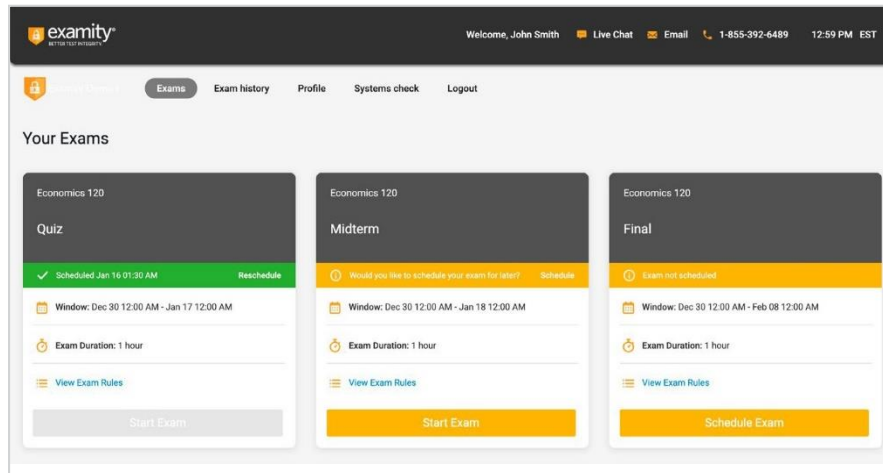 examity®
BETTER TEST INTEGRITY
Welcome, John Smith
Live Chat
Email
1-855-392-6489
12:59 PM EST
Exams
Exam history
Profile
Systems check
Logout
Your Exams
Economics 120
Quiz
Scheduled Jan 16 01:30 AM
Reschedule
Window: Dec 30 12:00 AM - Jan 17 12:00 AM
Exam Duration: 1 hour
View Exam Rules
Start Exam
Economics 120
Midterm
Would you like to schedule your exam for later?
Schedule
Window: Dec 30 12:00 AM - Jan 18 12:00 AM
Exam Duration: 1 hour
View Exam Rules
Start Exam
Economics 120
Final
Exam not scheduled
Window: Dec 30 12:00 AM - Feb 08 12:00 AM
Exam Duration: 1 hour
View Exam Rules
Schedule Exam